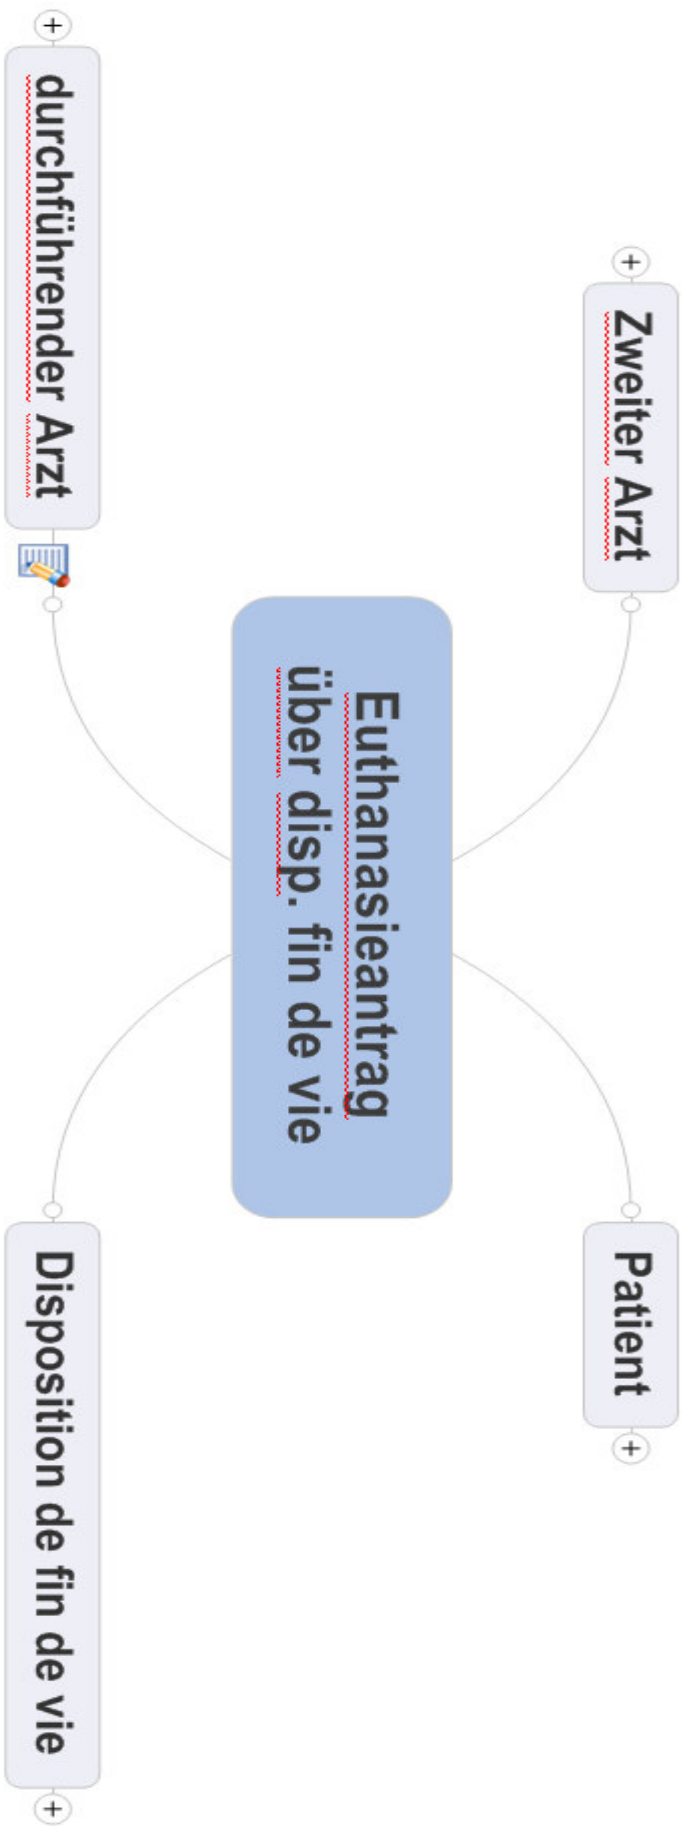 Zweiter Arzt
Patient
Euthanasieantrag
über disp. fin de vie
durchführender Arzt
Disposition de fin de vie